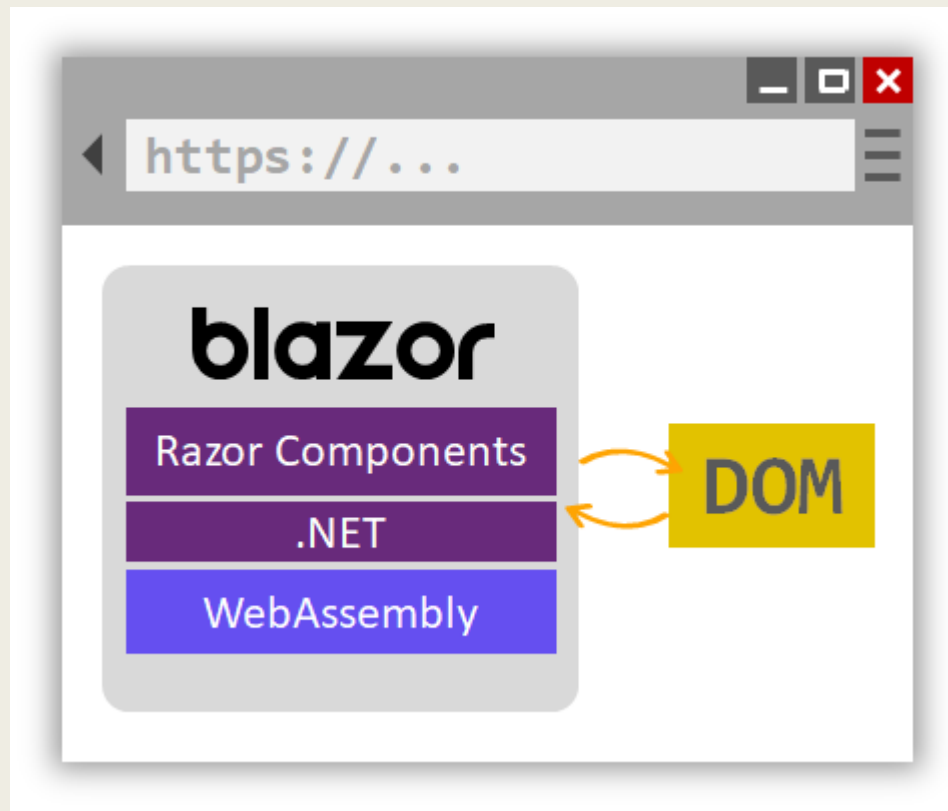 https://...
blazor
Razor Components
.NET
WebAssembly
DOM